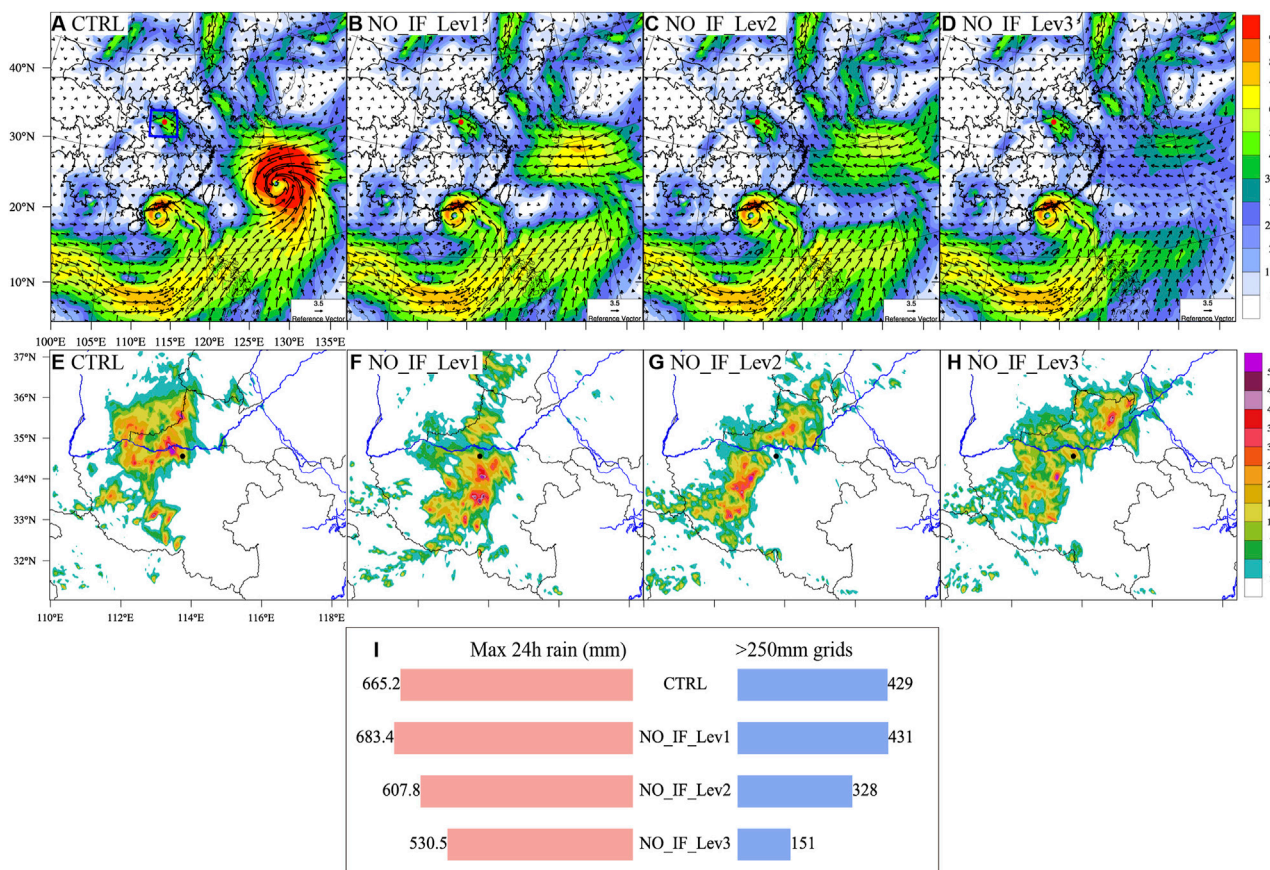 A CTRL
B NO_IF_Lev1
C NO_IF_Lev2
D NO_IF_Lev3
40°N
30°N
20°N
10°N
3.5
Reference Vector
3.5
Reference Vector
3.5
Reference Vector
3.5
Reference Vector
100°E 105°E 110°E 115°E 120°E 125°E 130°E 135°E
E CTRL
F NO_IF_Lev1
G NO_IF_Lev2
H NO_IF_Lev3
37°N
36°N
35°N
34°N
33°N
32°N
110°E 112°E 114°E 116°E 118°E
I Max 24h rain (mm) >250mm grids
665.2 CTRL 429
683.4 NO_IF_Lev1 431
607.8 NO_IF_Lev2 328
530.5 NO_IF_Lev3 151